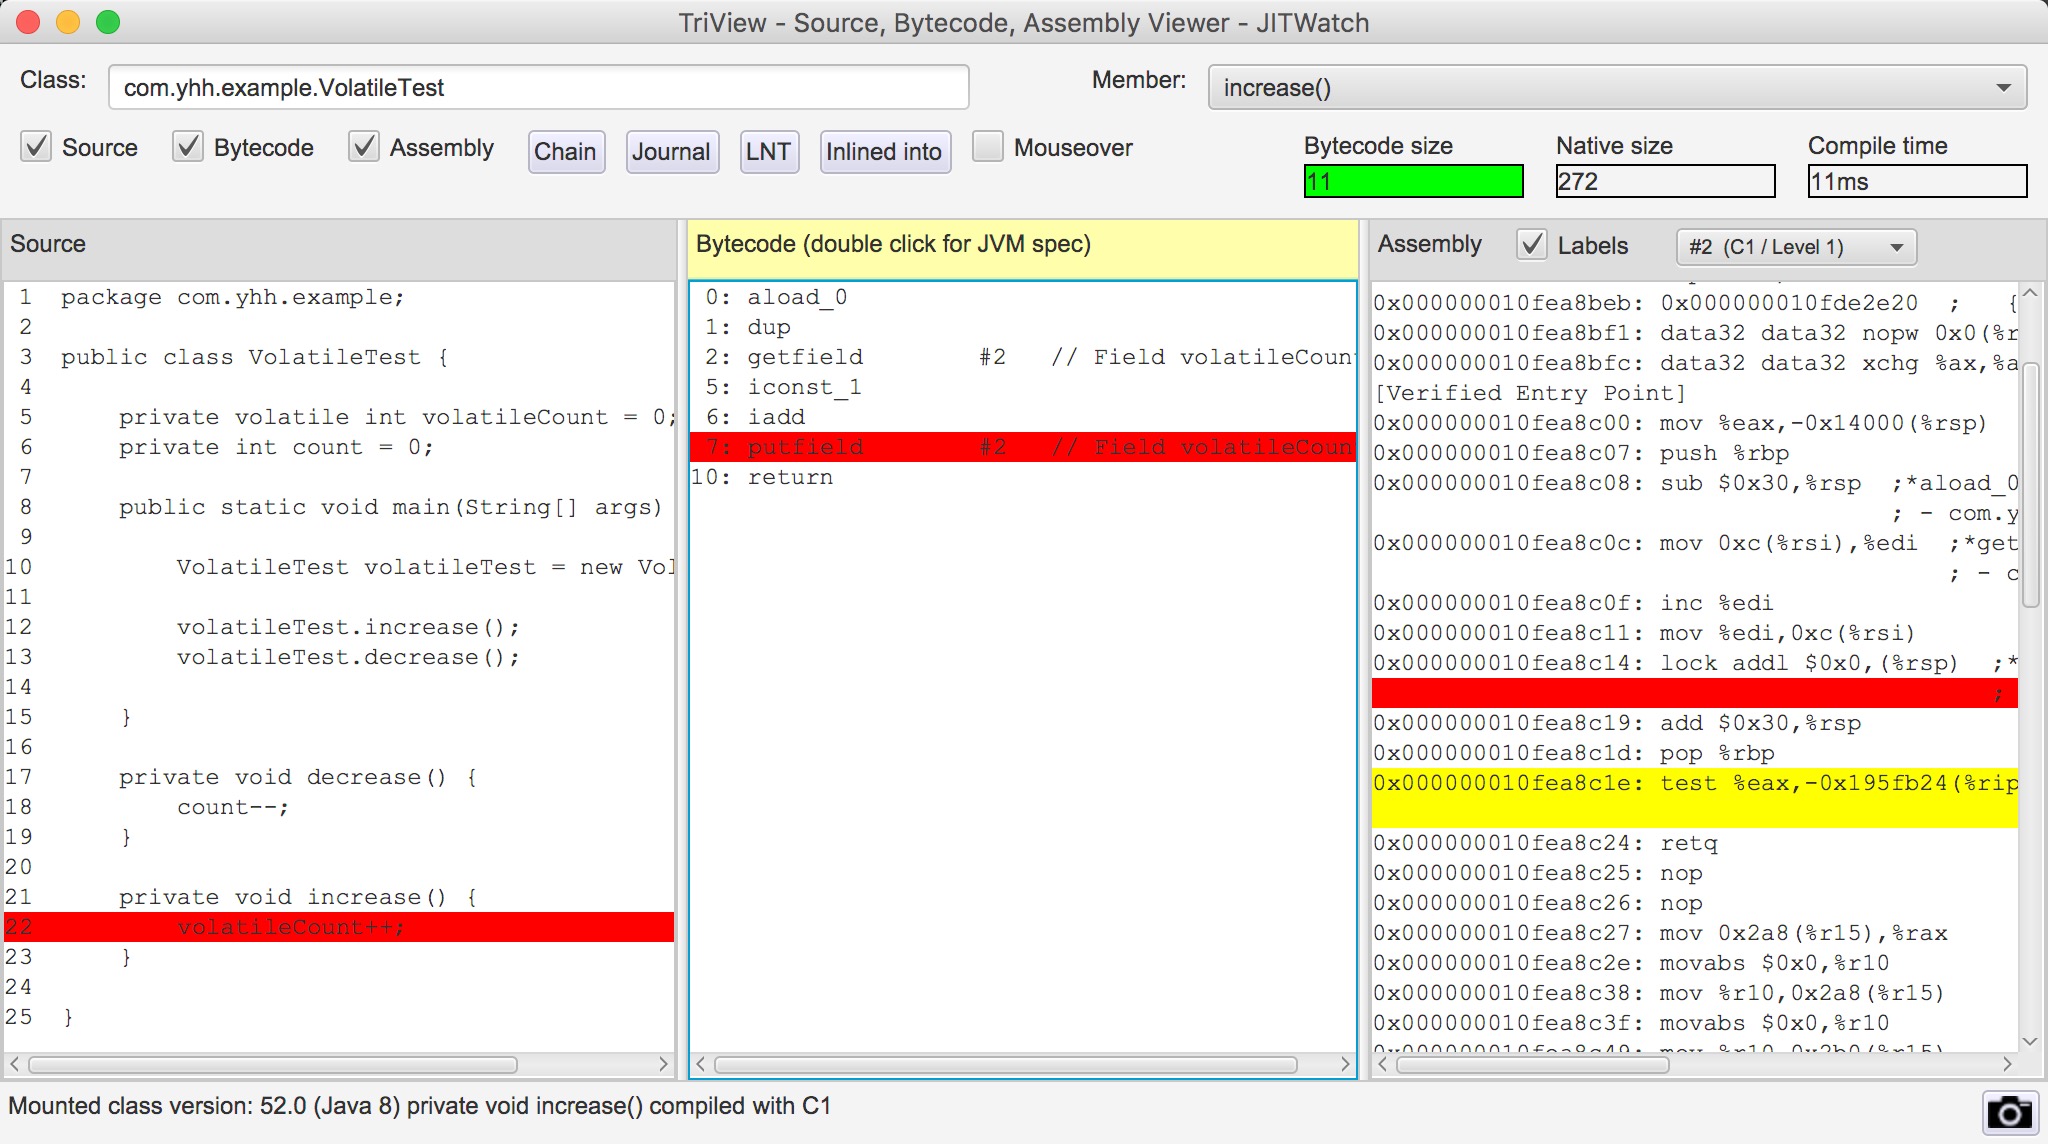 TriView - Source, Bytecode, Assembly Viewer - JITWatch
Class: com.yhh.example.VolatileTest Member: increase()
Source Bytecode Assembly Chain Journal LNT Inlined into Mouseover
Bytecode size Native size Compile time
11 272 11ms
Source
1 package com.yhh.example;
2
3 public class VolatileTest {
4
5 private volatile int volatileCount = 0;
6 private int count = 0;
7
8 public static void main(String[] args)
9
10 VolatileTest volatileTest = new Vol
11
12 volatileTest.increase();
13 volatileTest.decrease();
14
15 }
16
17 private void decrease() {
18 count--;
19 }
20
21 private void increase() {
22 volatileCount++;
23 }
24
25 }
Bytecode (double click for JVM spec)
0: aload_0
1: dup
2: getfield #2 // Field volatileCoun
5: iconst_1
6: iadd
7: putfield #2 // Field volatileCoun
10: return
Assembly Labels #2 (C1 / Level 1)
0x000000010fea8beb: 0x000000010fde2e20 ; {
0x000000010fea8bf1: data32 data32 nopw 0x0(%r
0x000000010fea8bfc: data32 data32 xchg %ax,%a
[Verified Entry Point]
0x000000010fea8c00: mov %eax,-0x14000(%rsp)
0x000000010fea8c07: push %rbp
0x000000010fea8c08: sub $0x30,%rsp ;*aload_0
; - com.y
0x000000010fea8c0c: mov 0xc(%rsi),%edi ;*get
; - c
0x000000010fea8c0f: inc %edi
0x000000010fea8c11: mov %edi,0xc(%rsi)
0x000000010fea8c14: lock addl $0x0,(%rsp) ;*
;
0x000000010fea8c19: add $0x30,%rsp
0x000000010fea8c1d: pop %rbp
0x000000010fea8c1e: test %eax,-0x195fb24(%rip
0x000000010fea8c24: retq
0x000000010fea8c25: nop
0x000000010fea8c26: nop
0x000000010fea8c27: mov 0x2a8(%r15),%rax
0x000000010fea8c2e: movabs $0x0,%r10
0x000000010fea8c38: mov %r10,0x2a8(%r15)
0x000000010fea8c3f: movabs $0x0,%r10
0x000000010fea8c49: mov %r10,0x2b0(%r15)
Mounted class version: 52.0 (Java 8) private void increase() compiled with C1